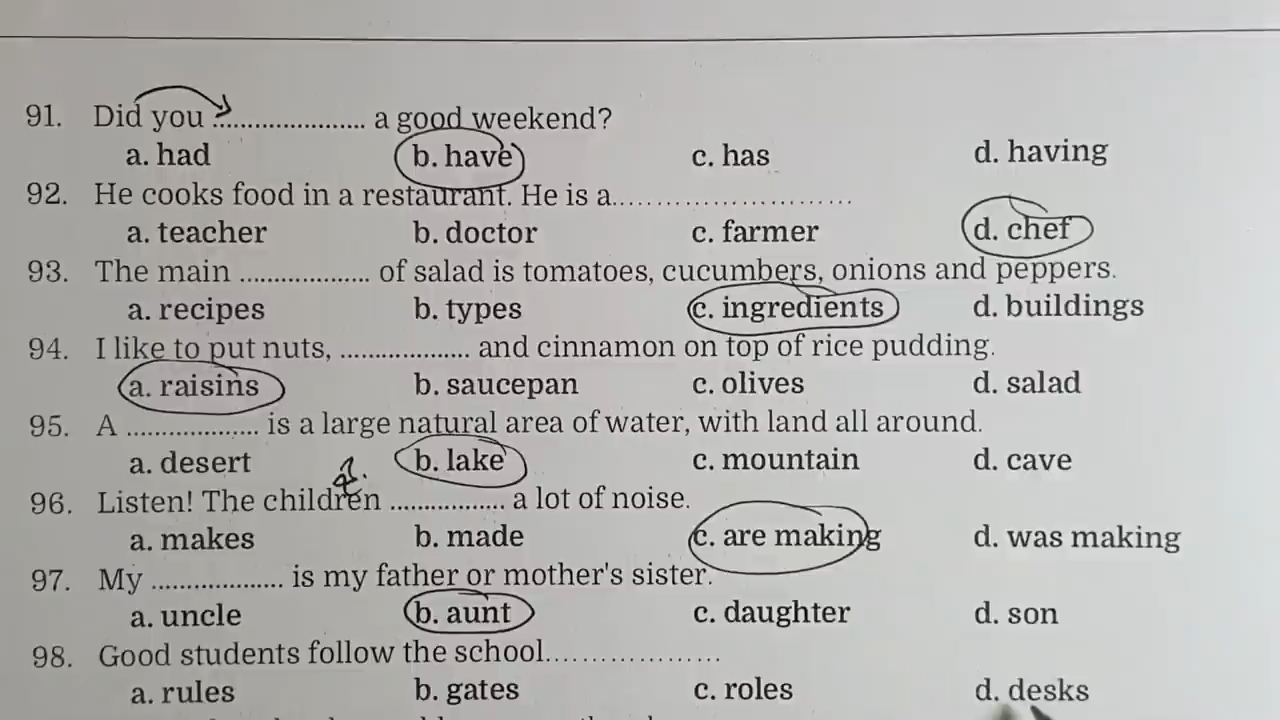 91. Did you ...................... a good weekend?
a. had b. have c. has d. having
92. He cooks food in a restaurant. He is a..........................
a. teacher b. doctor c. farmer d. chef
93. The main ................... of salad is tomatoes, cucumbers, onions and peppers.
a. recipes b. types c. ingredients d. buildings
94. I like to put nuts, ................... and cinnamon on top of rice pudding.
a. raisins b. saucepan c. olives d. salad
95. A ................... is a large natural area of water, with land all around.
a. desert b. lake c. mountain d. cave
96. Listen! The children ................ a lot of noise.
a. makes b. made c. are making d. was making
97. My ................... is my father or mother's sister.
a. uncle b. aunt c. daughter d. son
98. Good students follow the school....................
a. rules b. gates c. roles d. desks